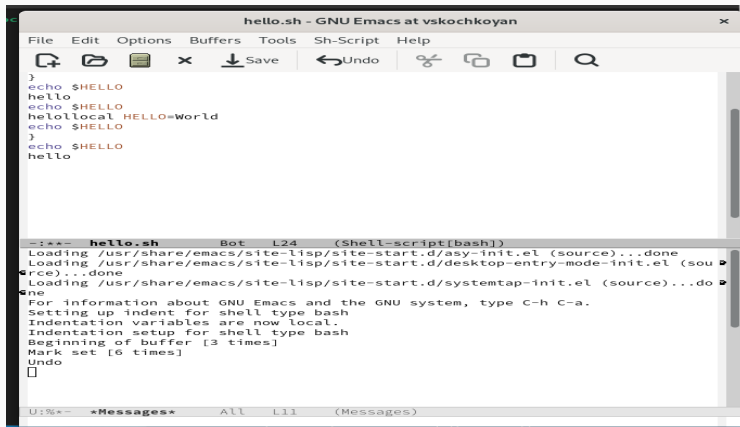 hello.sh - GNU Emacs at vskochkoyan
File Edit Options Buffers Tools Sh-Script Help
Save Undo
}
echo $HELLO
hello
echo $HELLO
helollocal HELLO=World
echo $HELLO
}
echo $HELLO
hello
-:**- hello.sh Bot L24 (Shell-script[bash])
Loading /usr/share/emacs/site-lisp/site-start.d/asy-init.el (source)...done
Loading /usr/share/emacs/site-lisp/site-start.d/desktop-entry-mode-init.el (sou
rce)...done
Loading /usr/share/emacs/site-lisp/site-start.d/systemtap-init.el (source)...do
ne
For information about GNU Emacs and the GNU system, type C-h C-a.
Setting up indent for shell type bash
Indentation variables are now local.
Indentation setup for shell type bash
Beginning of buffer [3 times]
Mark set [6 times]
Undo
U:%*- *Messages* All L11 (Messages)